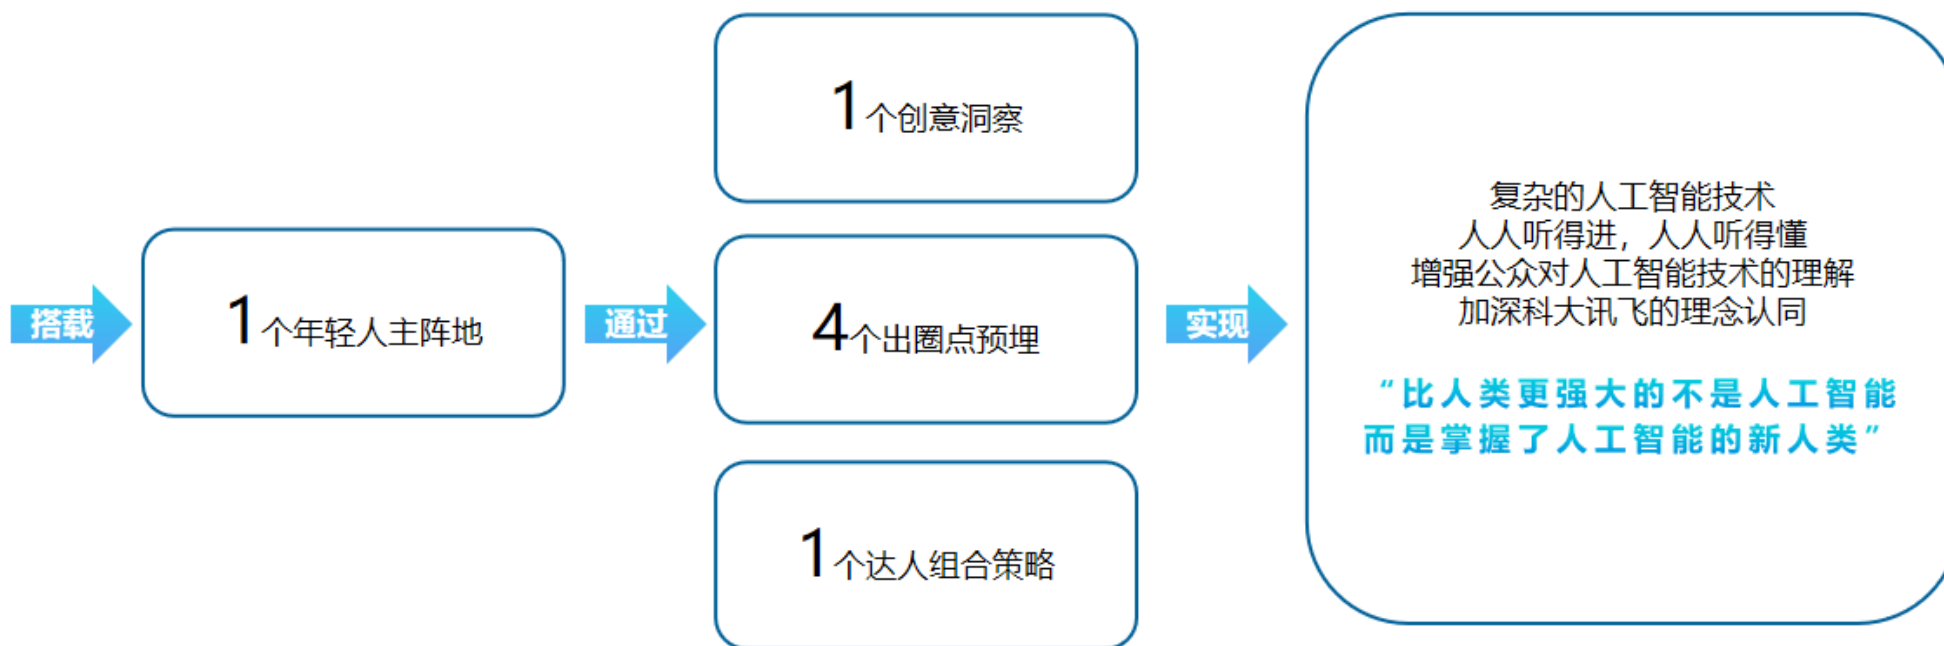 搭载
1个年轻人主阵地
通过
1个创意洞察
4个出圈点预埋
1个达人组合策略
实现
复杂的人工智能技术
人人听得进，人人听得懂
增强公众对人工智能技术的理解
加深科大讯飞的理念认同
“比人类更强大的不是人工智能
而是掌握了人工智能的新人类”